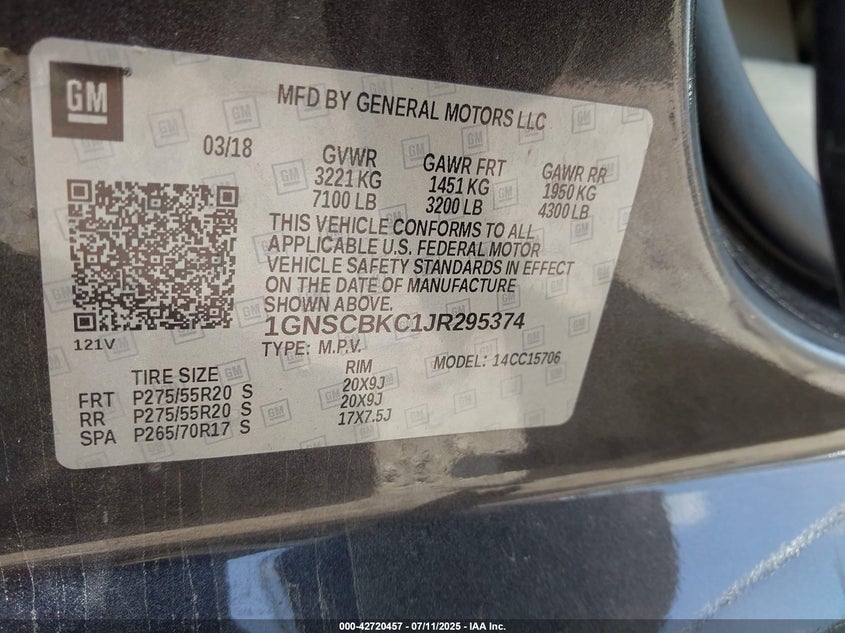 GM
MFD BY GENERAL MOTORS LLC
03/18
GVWR
3221 KG
7100 LB
GAWR FRT
1451 KG
3200 LB
GAWR RR
1950 KG
4300 LB
THIS VEHICLE CONFORMS TO ALL
APPLICABLE U.S. FEDERAL MOTOR
VEHICLE SAFETY STANDARDS IN EFFECT
ON THE DATE OF MANUFACTURE
SHOWN ABOVE.
1GNSCBKC1JR295374
TYPE: M.P.V.
MODEL: 14CC15706
121V
TIRE SIZE RIM
FRT P275/55R20 S 20X9J
RR P275/55R20 S 20X9J
SPA P265/70R17 S 17X7.5J
000-42720457 - 07/11/2025 - IAA Inc.